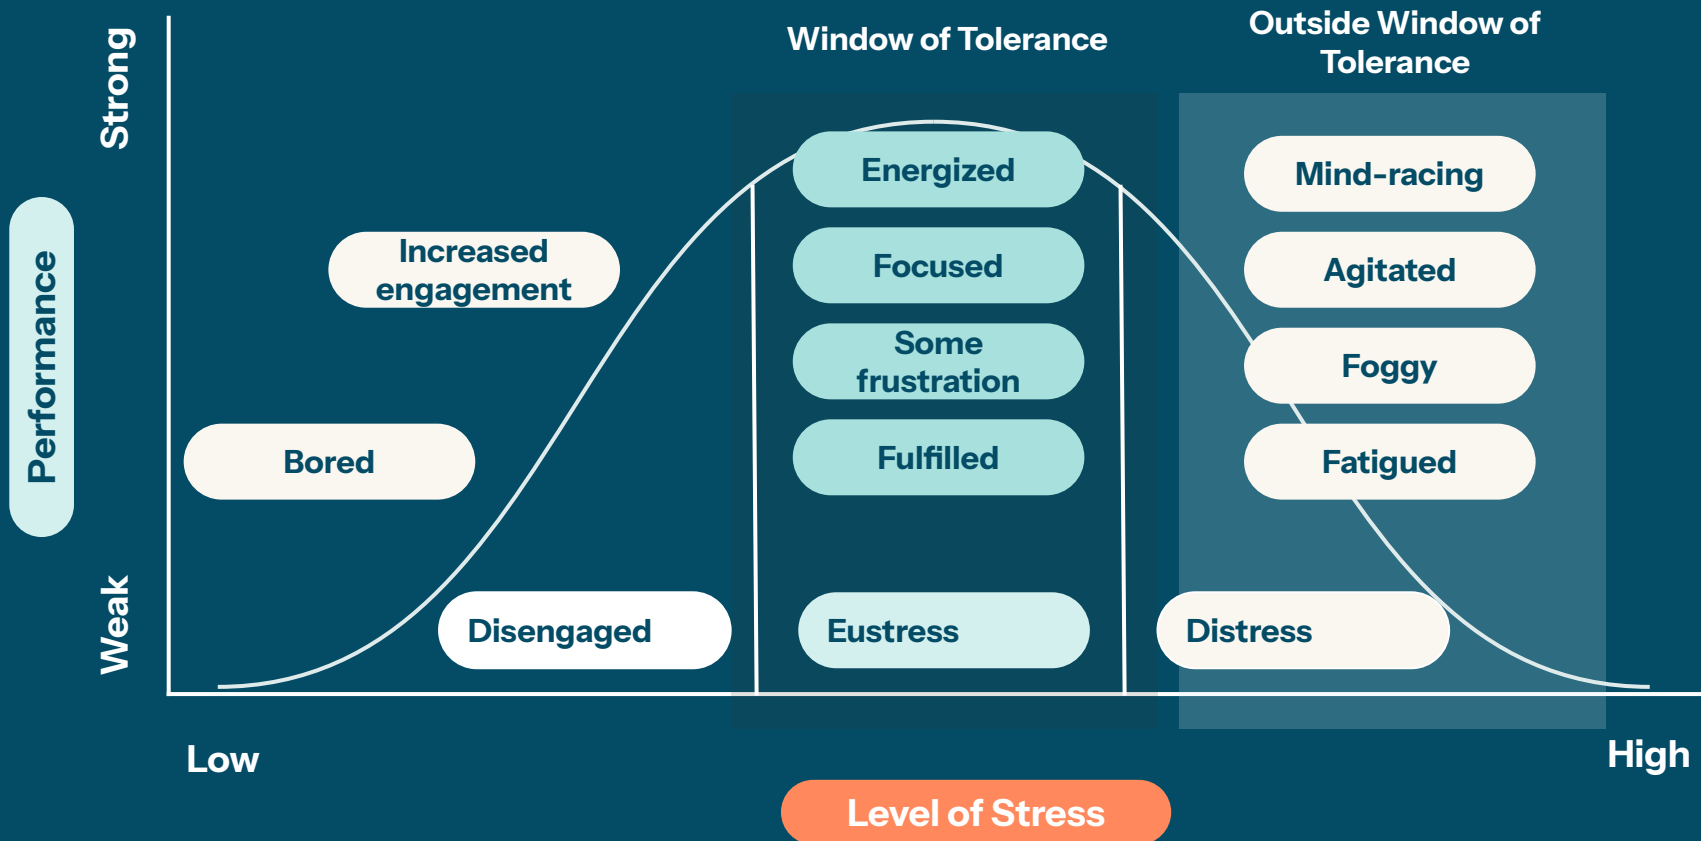 Strong
Performance
Weak
Window of Tolerance
Outside Window of
Tolerance
Increased
engagement
Bored
Disengaged
Energized
Focused
Some
frustration
Fulfilled
Eustress
Mind-racing
Agitated
Foggy
Fatigued
Distress
Low
High
Level of Stress